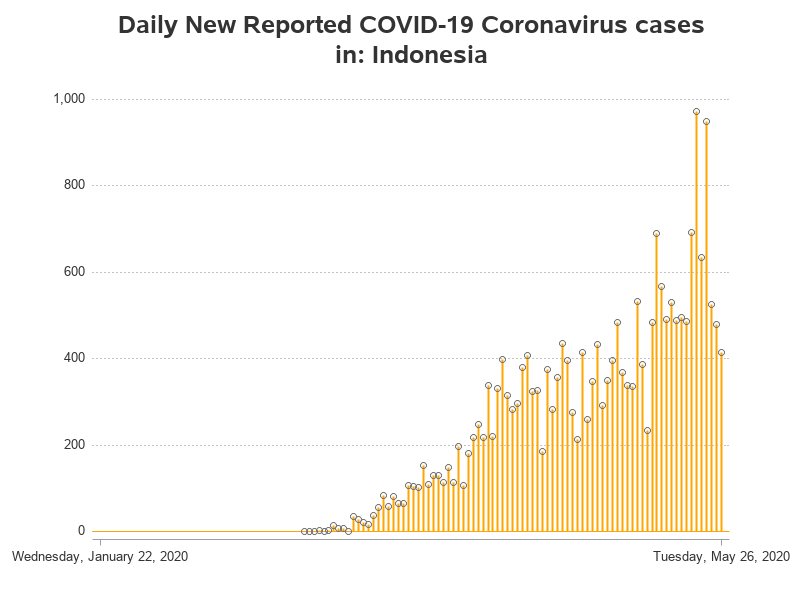 Daily New Reported COVID-19 Coronavirus cases
in: Indonesia
1,000
800
600
400
200
0
Wednesday, January 22, 2020
Tuesday, May 26, 2020